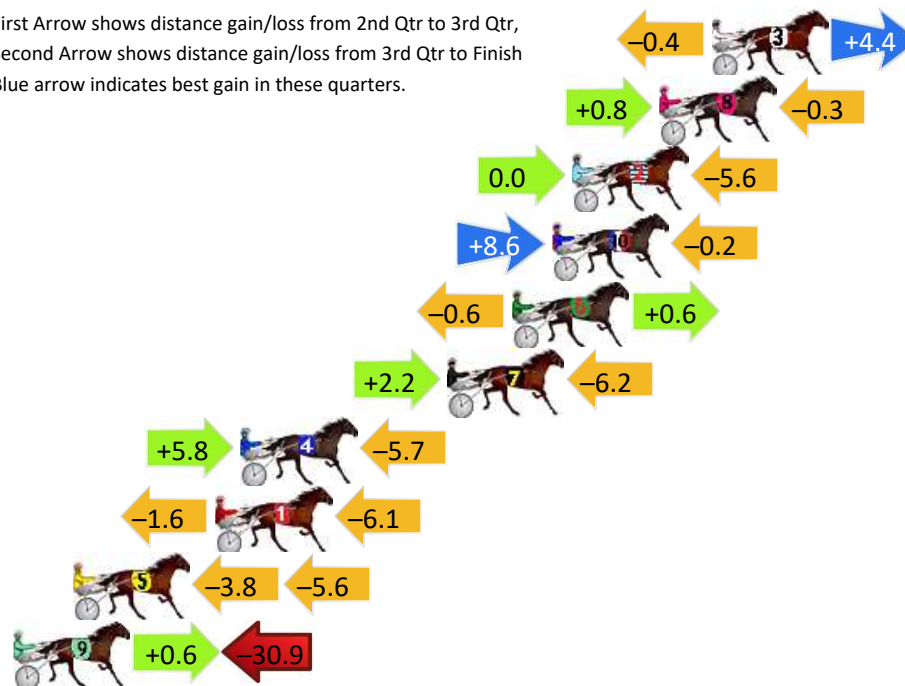 irst Arrow shows distance gain/loss from 2nd Qtr to 3rd Qtr,
econd Arrow shows distance gain/loss from 3rd Qtr to Finish
lue arrow indicates best gain in these quarters.
–0.4 3 +4.4
+0.8 8 –0.3
0.0 2 –5.6
+8.6 10 –0.2
–0.6 6 +0.6
+2.2 7 –6.2
+5.8 4 –5.7
–1.6 1 –6.1
5 –3.8 –5.6
9 +0.6 –30.9